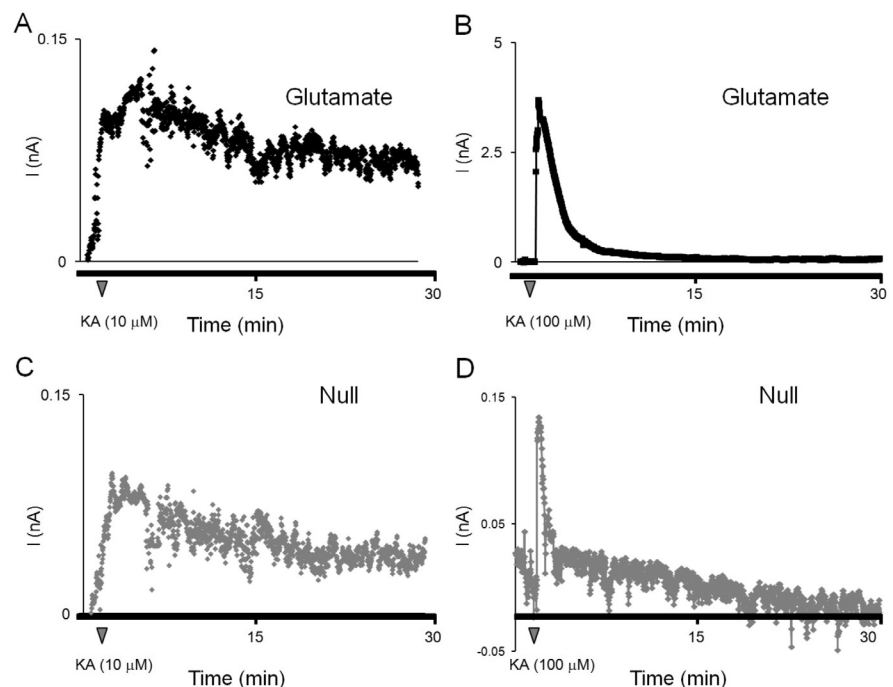 A
0.15
I (nA)
Glutamate
0
15
30
KA (10 μM)
Time (min)
B
5
I (nA)
2.5
Glutamate
0
15
30
KA (100 μM)
Time (min)
C
0.15
I (nA)
Null
0
15
30
KA (10 μM)
Time (min)
D
0.15
I (nA)
0.05
Null
-0.05
15
30
KA (100 μM)
Time (min)